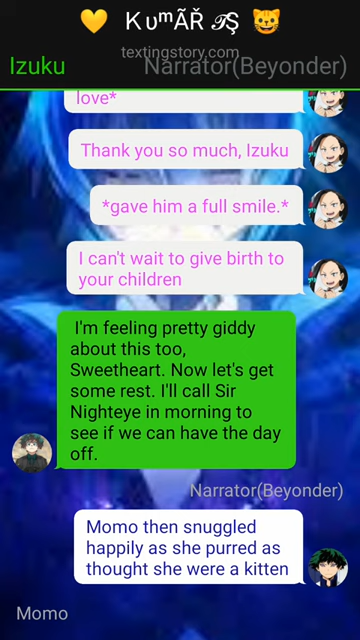 💛 KυᵐÃŘ 𝒯Ş 😺
textingstory.com
Izuku
Narrator(Beyonder)
love*
Thank you so much, Izuku
*gave him a full smile.*
I can't wait to give birth to
your children
I'm feeling pretty giddy
about this too,
Sweetheart. Now let's get
some rest. I'll call Sir
Nighteye in morning to
see if we can have the day
off.
Narrator(Beyonder)
Momo then snuggled
happily as she purred as
thought she were a kitten
Momo